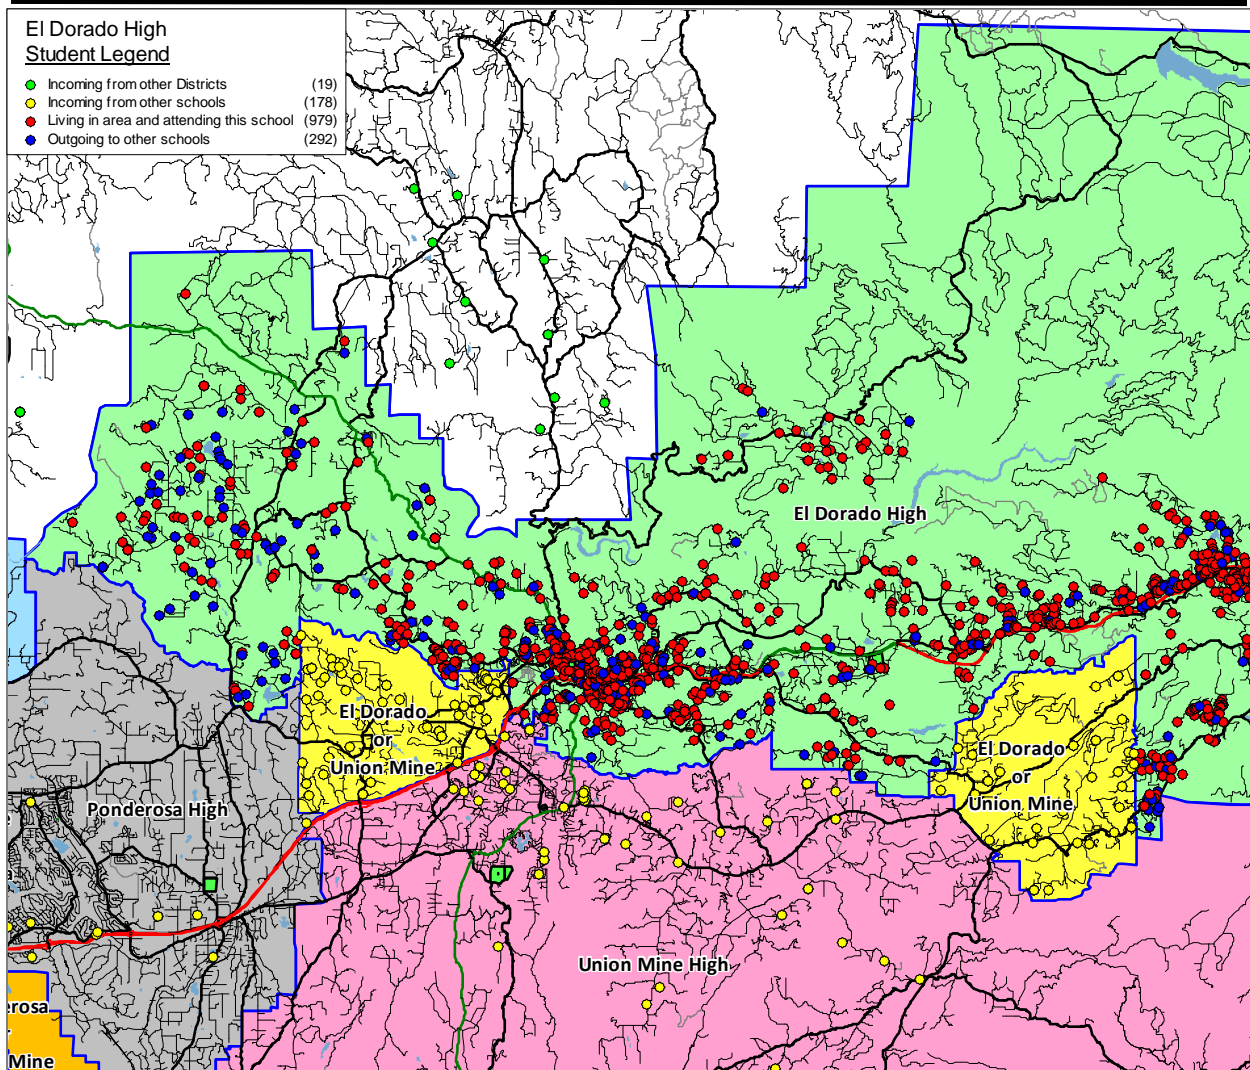 El Dorado High
Student Legend
Incoming from other Districts (19)
Incoming from other schools (178)
Living in area and attending this school (979)
Outgoing to other schools (292)
El Dorado High
El Dorado
or
Union Mine
El Dorado
or
Union Mine
Ponderosa High
Union Mine High
erosa
Mine